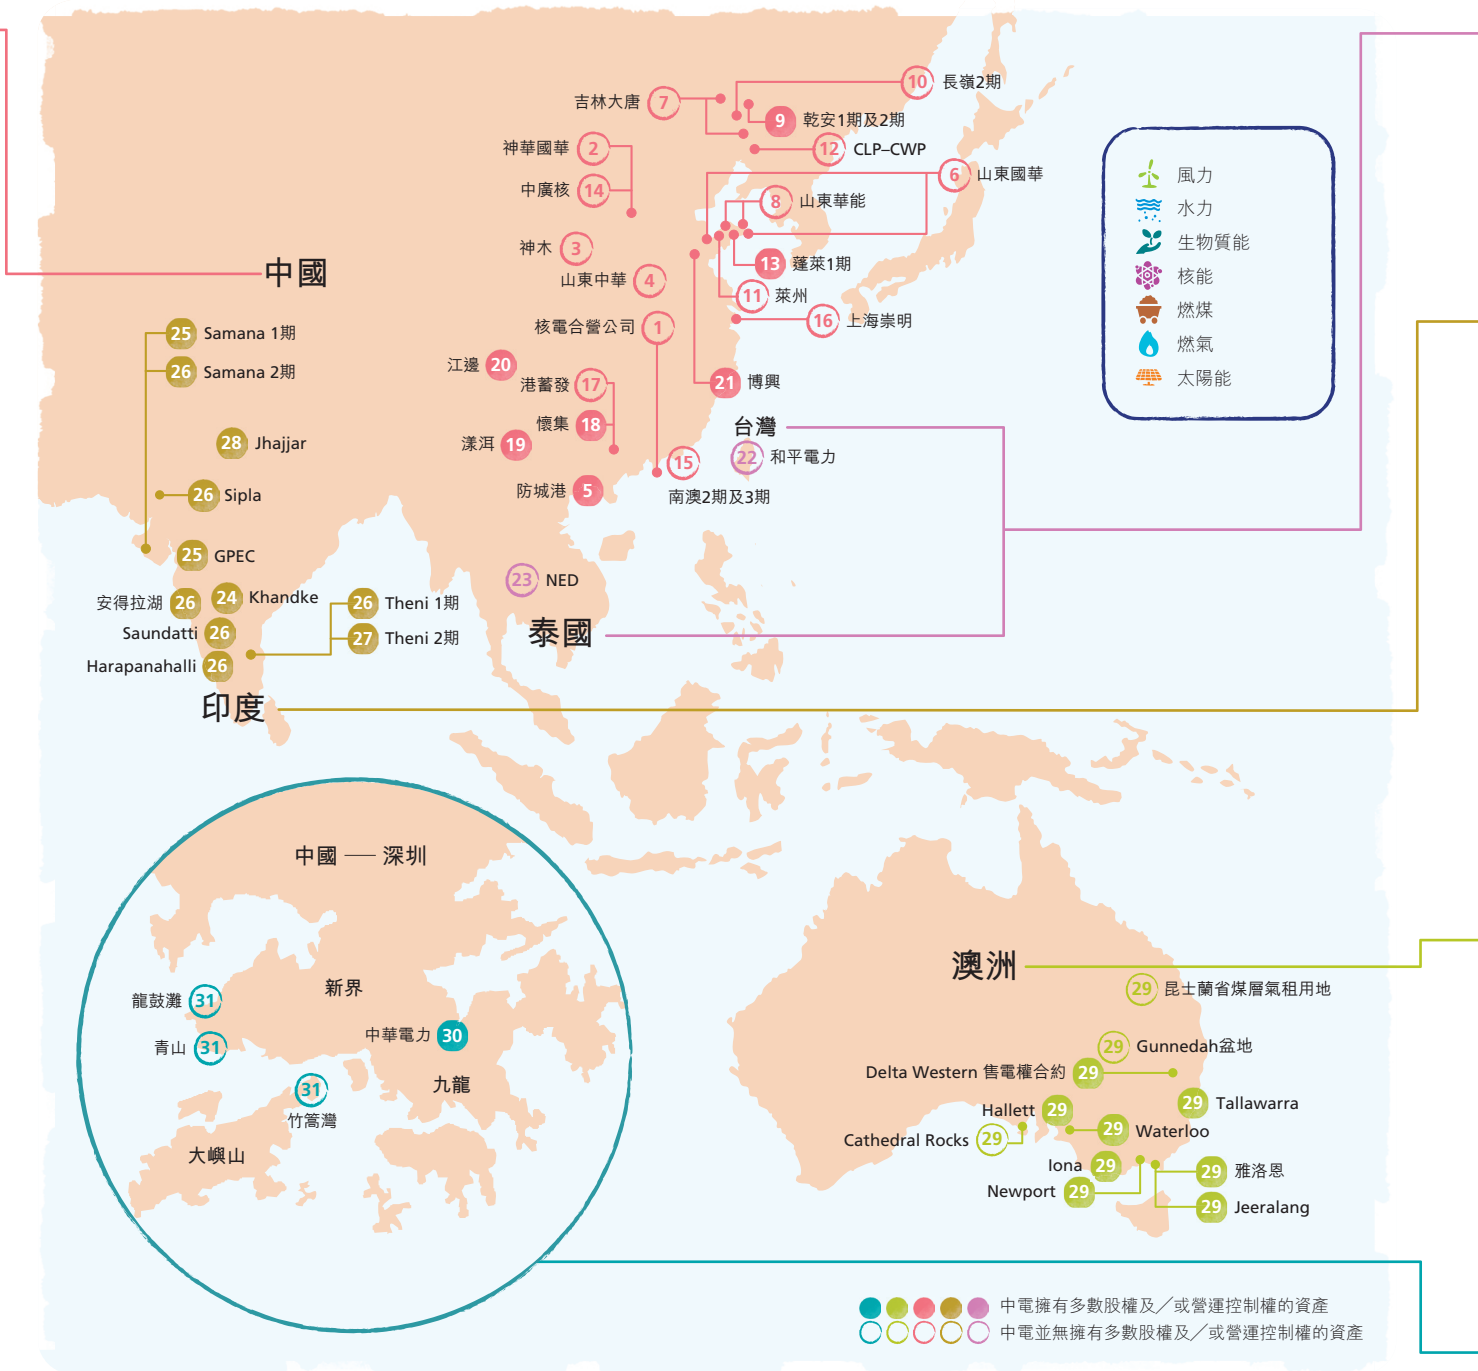 10 長嶺2期
吉林大唐 7
9 乾安1期及2期
神華國華 2
12 CLP–CWP
6 山東國華
中廣核 14
8 山東華能
神木 3
13 蓬萊1期
山東中華 4
11 萊州
16 上海崇明
核電合營公司 1
中國
江邊 20
港蓄發 17
21 博興
懷集 18
漾洱 19
15
南澳2期及3期
防城港 5
台灣
22 和平電力
風力
水力
生物質能
核能
燃煤
燃氣
太陽能
25 Samana 1期
26 Samana 2期
28 Jhajjar
26 Sipla
25 GPEC
安得拉湖 26
24 Khandke
26 Theni 1期
Saundatti 26
27 Theni 2期
Harapanahalli 26
印度
23 NED
泰國
中國 — 深圳
新界
龍鼓灘 31
青山 31
中華電力 30
九龍
31
竹篙灣
大嶼山
澳洲
29 昆士蘭省煤層氣租用地
29 Gunnedah盆地
Delta Western 售電權合約 29
29 Tallawarra
Hallett 29
29 Waterloo
Cathedral Rocks 29
Iona 29
29 雅洛恩
Newport 29
29 Jeeralang
中電擁有多數股權及╱或營運控制權的資產
中電並無擁有多數股權及╱或營運控制權的資產